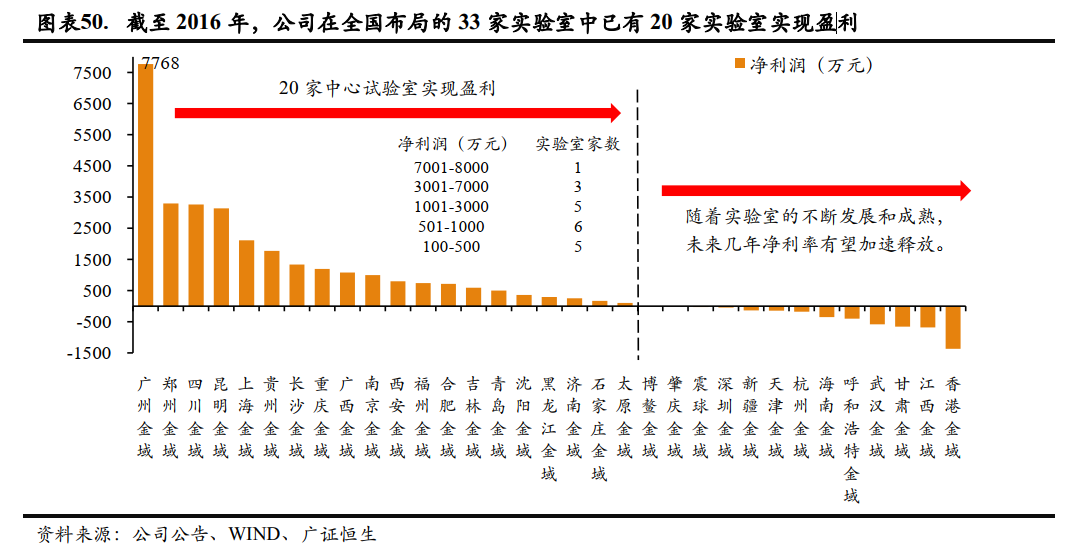 图表50. 截至 2016 年，公司在全国布局的 33 家实验室中已有 20 家实验室实现盈利
7768
净利润（万元）
7500
6500
5500
4500
3500
2500
1500
500
-500
-1500
20 家中心试验室实现盈利
净利润（万元） 实验室家数
7001-8000 1
3001-7000 3
1001-3000 5
501-1000 6
100-500 5
随着实验室的不断发展和成熟，
未来几年净利率有望加速释放。
广州金域
郑州金域
四川金域
昆明金域
上海金域
贵州金域
长沙金域
重庆金域
广西金域
南京金域
西安金域
福州金域
合肥金域
吉林金域
青岛金域
沈阳金域
黑龙江金域
济南金域
石家庄金域
太原金域
博鳌金域
肇庆金域
震球金域
深圳金域
新疆金域
天津金域
杭州金域
海南金域
呼和浩特金域
武汉金域
甘肃金域
江西金域
香港金域
资料来源：公司公告、WIND、广证恒生